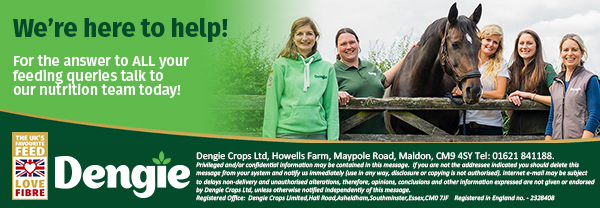 We're here to help!
For the answer to ALL your
feeding queries talk to
our nutrition team today!
Dengie
THE UK'S
FAVOURITE
FEED
LOVE
FIBRE
Dengie
Dengie Crops Ltd, Howells Farm, Maypole Road, Maldon, CM9 4SY Tel: 01621 841188.
Privileged and/or confidential information may be contained in this message. If you are not the addressee indicated you should delete this
message from your system and notify us immediately (use in any way, disclosure or copying is not authorised). Internet e-mail may be subject
to delays non-delivery and unauthorised alterations, therefore, opinions, conclusions and other information expressed are not given or endorsed
by Dengie Crops Ltd, unless otherwise notified independently of this message.
Registered Office: Dengie Crops Limited,Hall Road,Asheldham,Southminster,Essex,CM0 7JF Registered in England no. - 2328408